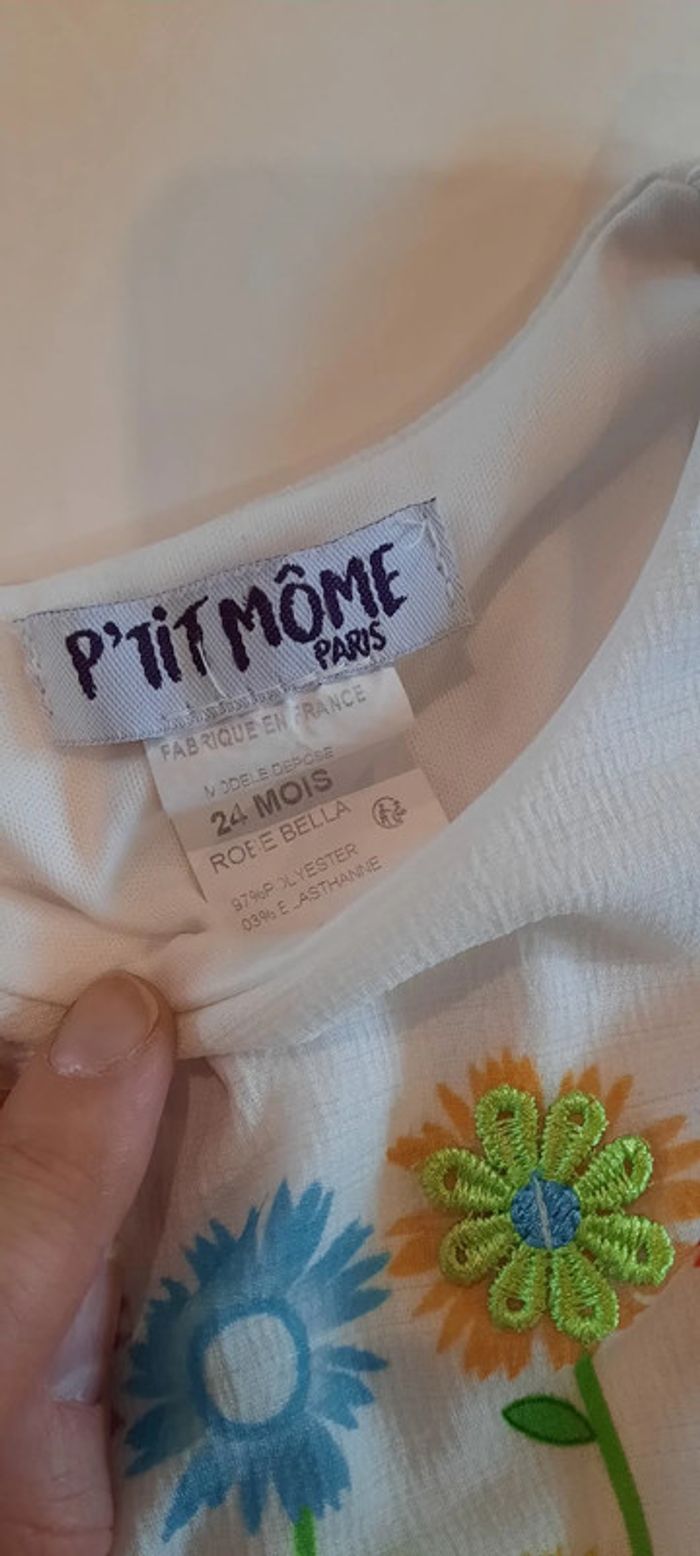 P'TiT MÔME
PARIS
FABRIQUE EN FRANCE
MODELE DEPOSE
24 MOIS
ROBE BELLA
97%POLYESTER
03% ELASTHANNE